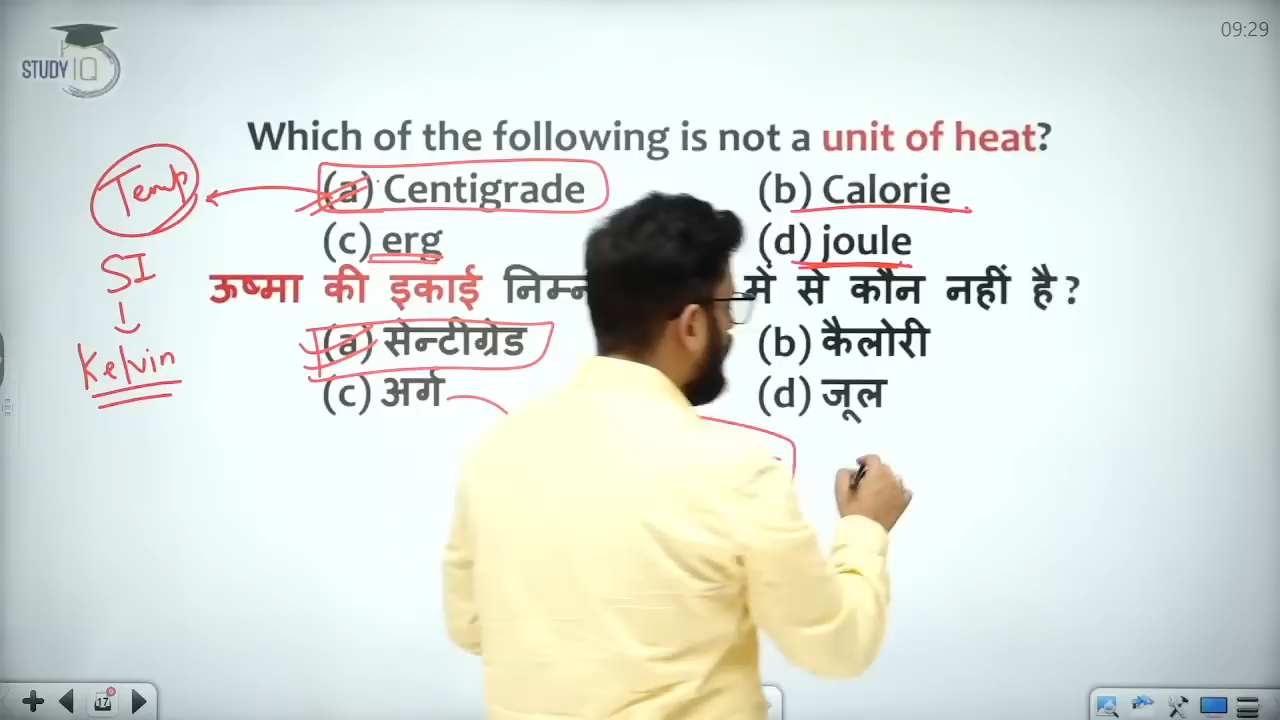 STUDY IQ
09:29
Which of the following is not a unit of heat?
(a) Centigrade (b) Calorie
(c) erg (d) joule
ऊष्मा की इकाई में से कौन नहीं है ?
(a) सेन्टीग्रेड (b) कैलोरी
(c) अर्ग (d) जूल
Temp
SI
Kelvin
17